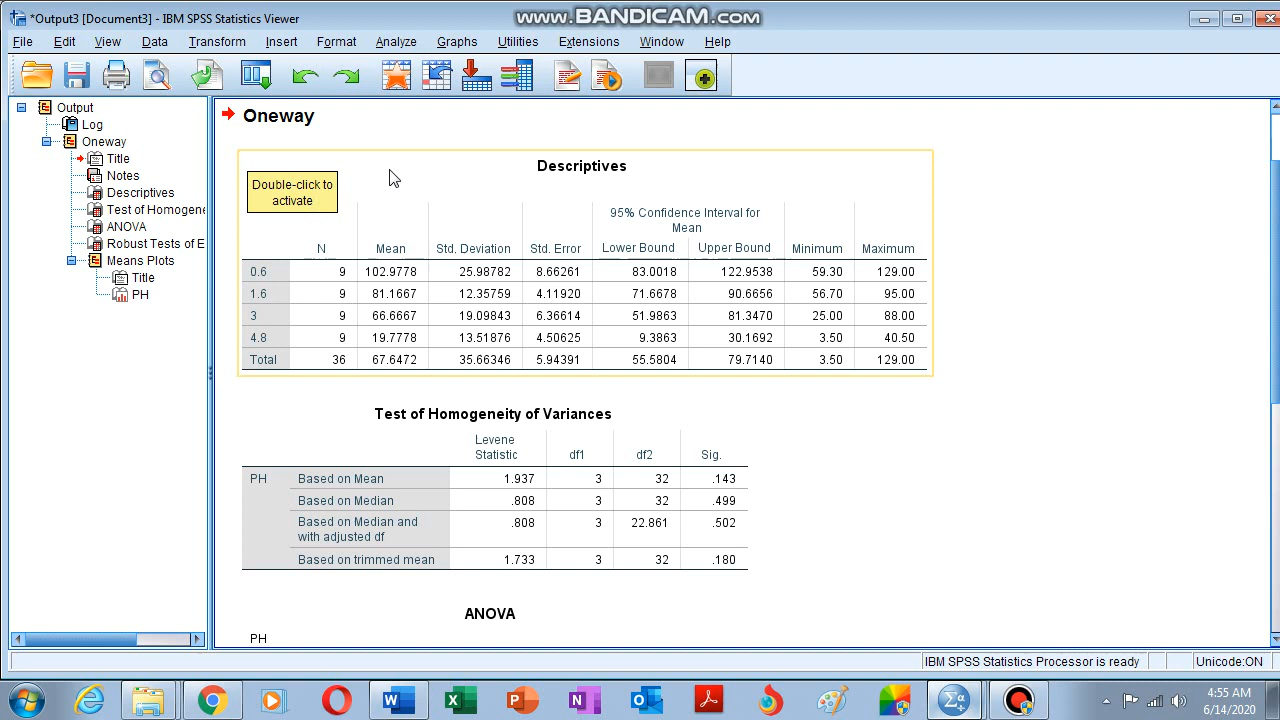 *Output3 [Document3] - IBM SPSS Statistics Viewer
www.BANDICAM.com
File Edit View Data Transform Insert Format Analyze Graphs Utilities Extensions Window Help
Output
Log
Oneway
Title
Notes
Descriptives
Test of Homogene
ANOVA
Robust Tests of E
Means Plots
Title
PH
Oneway
Descriptives
Double-click to
activate
95% Confidence Interval for
Mean
N Mean Std. Deviation Std. Error Lower Bound Upper Bound Minimum Maximum
0.6 9 102.9778 25.98782 8.66261 83.0018 122.9538 59.30 129.00
1.6 9 81.1667 12.35759 4.11920 71.6678 90.6656 56.70 95.00
3 9 66.6667 19.09843 6.36614 51.9863 81.3470 25.00 88.00
4.8 9 19.7778 13.51876 4.50625 9.3863 30.1692 3.50 40.50
Total 36 67.6472 35.66346 5.94391 55.5804 79.7140 3.50 129.00
Test of Homogeneity of Variances
Levene
Statistic df1 df2 Sig.
PH Based on Mean 1.937 3 32 .143
Based on Median .808 3 32 .499
Based on Median and
with adjusted df .808 3 22.861 .502
Based on trimmed mean 1.733 3 32 .180
ANOVA
PH
IBM SPSS Statistics Processor is ready Unicode:ON
4:55 AM
6/14/2020